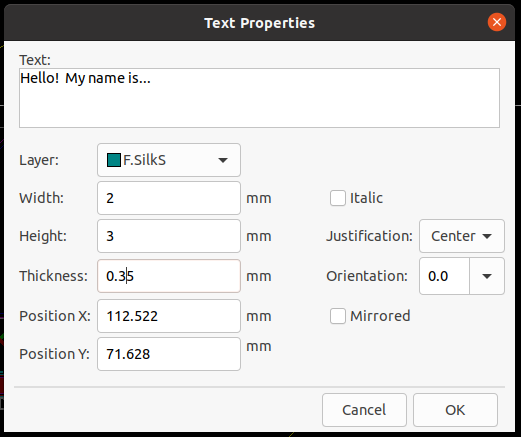 Text Properties
Text:
Hello!  My name is...
Layer: F.SilkS
Width: 2 mm Italic
Height: 3 mm Justification: Center
Thickness: 0.35 mm Orientation: 0.0
Position X: 112.522 mm Mirrored
Position Y: 71.628 mm
Cancel OK